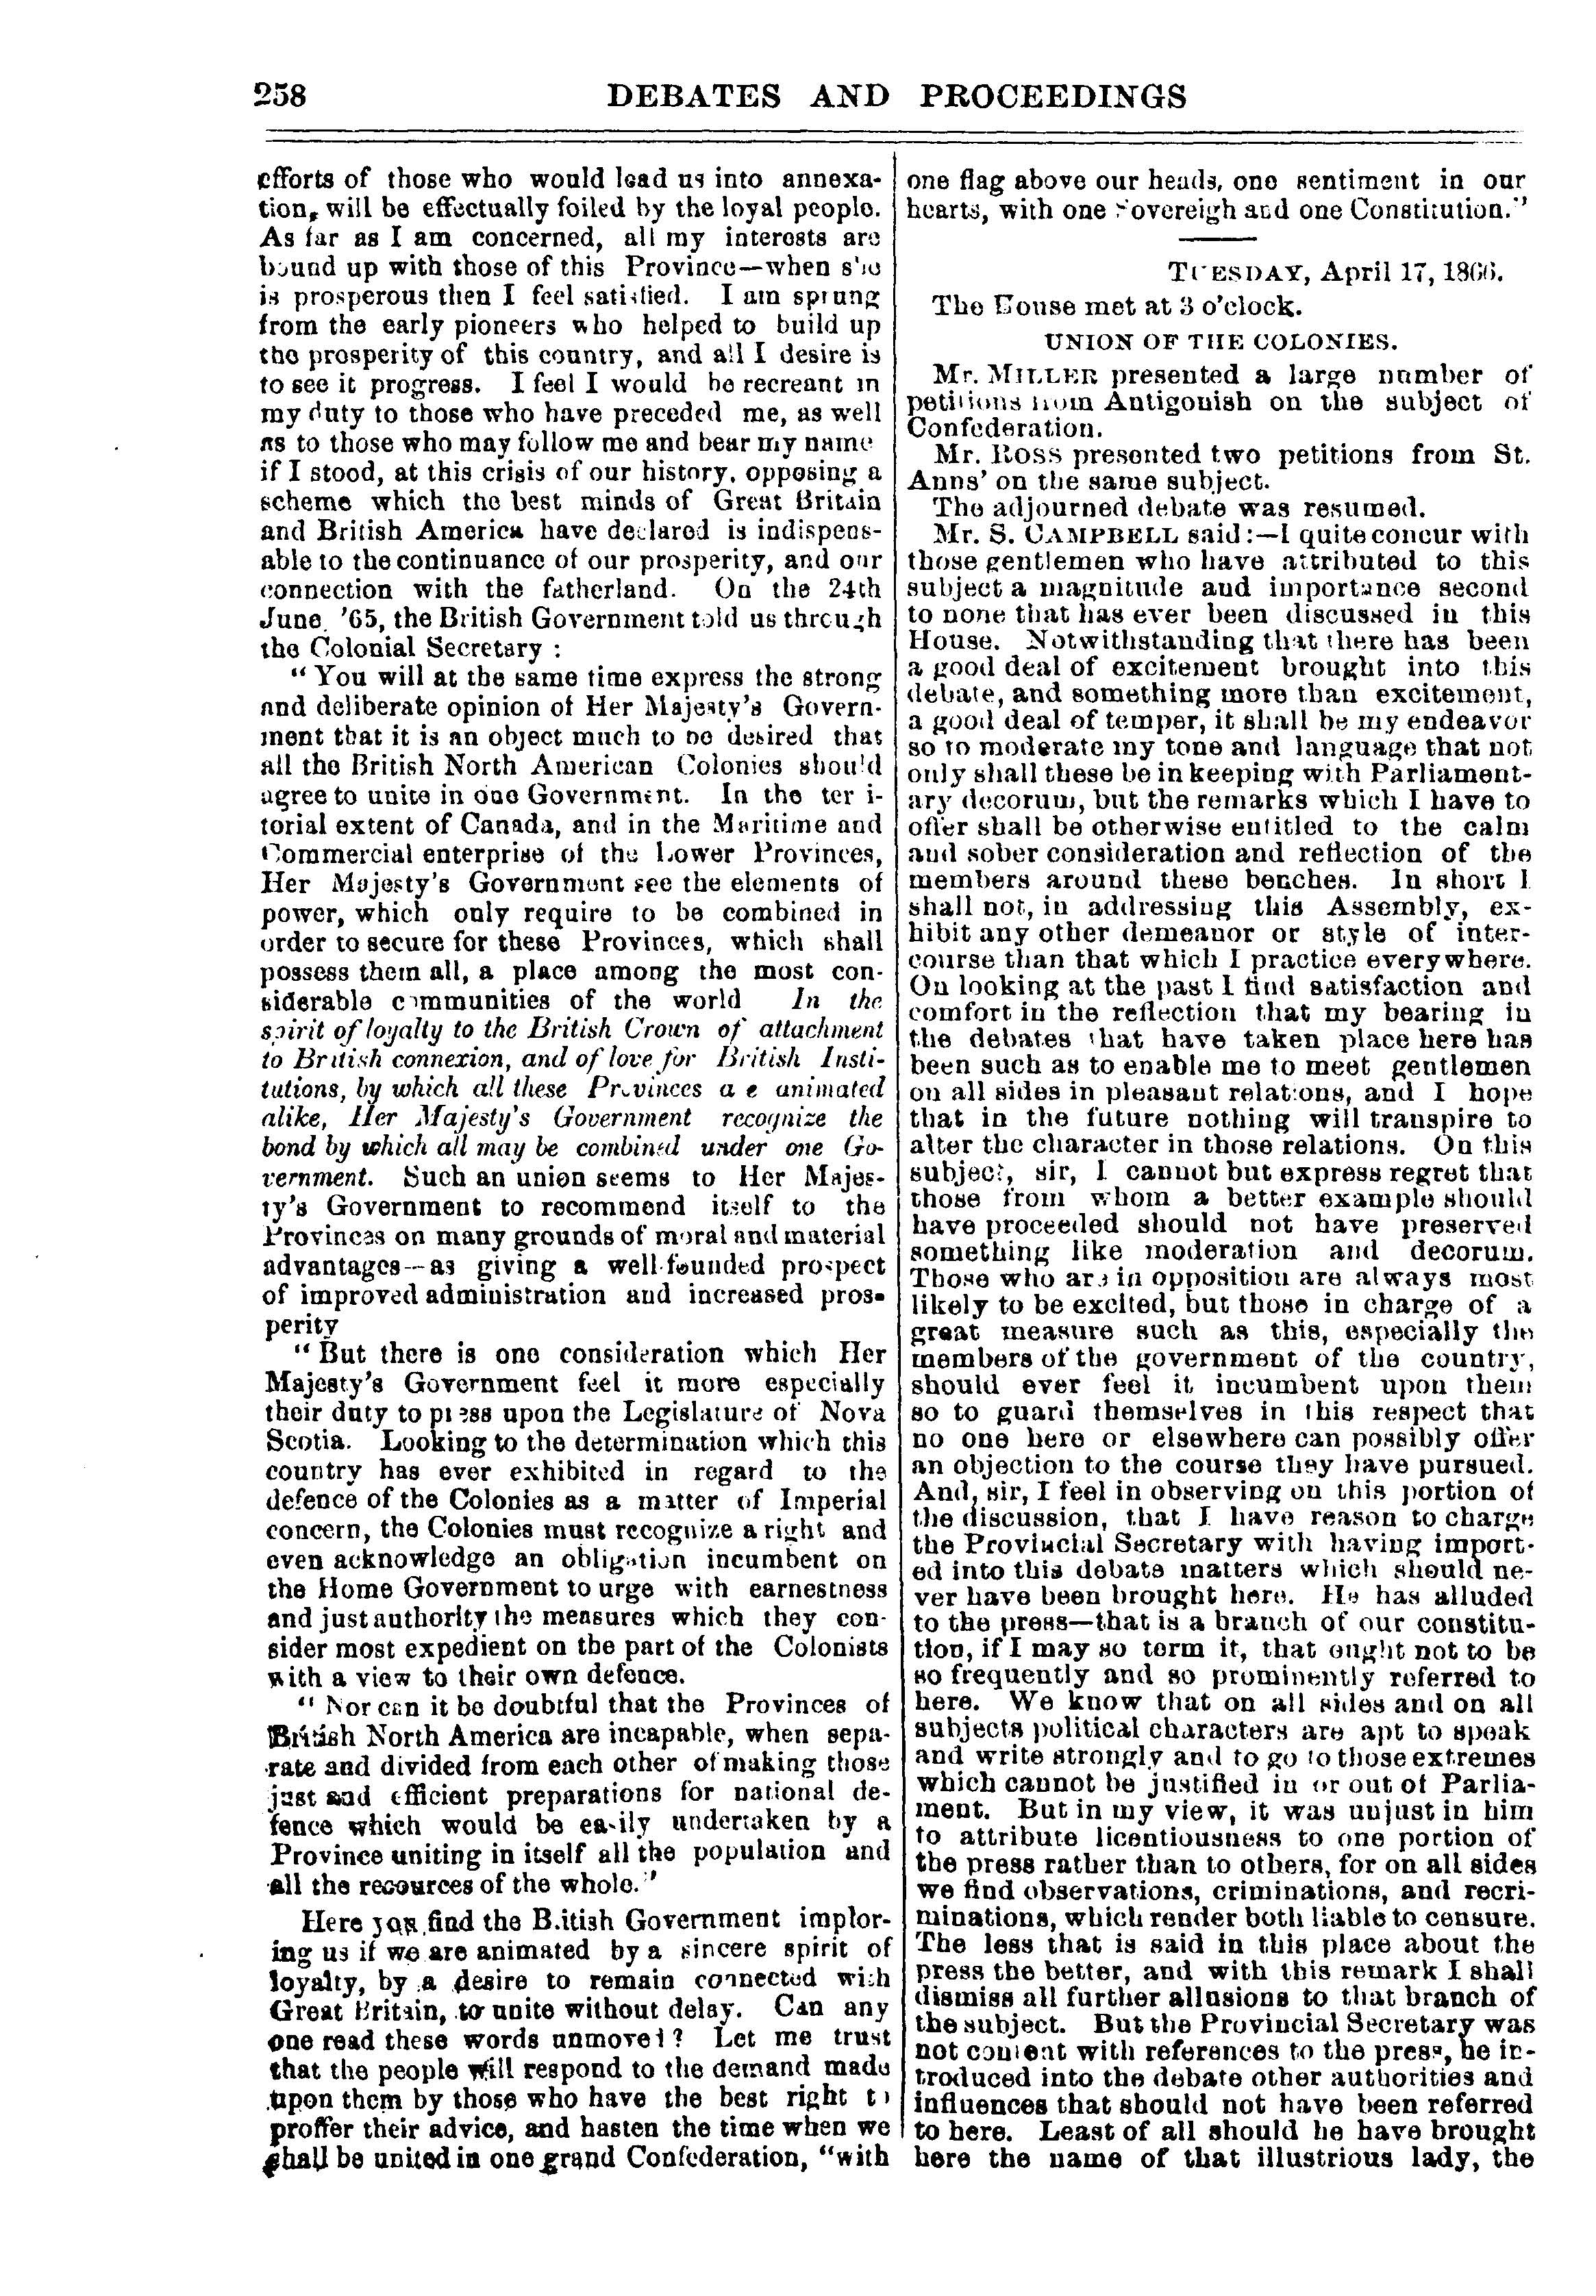 258 DEBATES AND PROCEEDINGS
efforts of those who would lead us into annexa-
tion, will be effectually foiled by the loyal people.
As far as I am concerned, all my interests are
bound up with those of this Province—when she
is prosperous then I feel satisfied. I am sprung
from the early pioneers who helped to build up
the prosperity of this country, and all I desire is
to see it progress. I feel I would be recreant in
my duty to those who have preceded me, as well
as to those who may follow me and bear my name
if I stood, at this crisis of our history, opposing a
scheme which the best minds of Great Britain
and British America have declared is indispens-
able to the continuance of our prosperity, and our
connection with the fatherland. On the 24th
June '65, the British Government told us through
the Colonial Secretary :
" You will at the same time express the strong
and deliberate opinion of Her Majesty's Govern-
ment that it is an object much to be desired that
all the British North American Colonies should
agree to unite in one Government. In the ter i-
torial extent of Canada, and in the Maritime and
Commercial enterprise of the Lower Provinces,
Her Majesty's Government see the elements of
power, which only require to be combined in
order to secure for these Provinces, which shall
possess them all, a place among the most con-
siderable communities of the world In the
spirit of loyalty to the British Crown of attachment
to British connexion, and of love for British Insti-
tutions, by which all these Provinces a e animated
alike, Her Majesty's Government recognize the
bond by which all may be combined under one Go-
vernment. Such an union seems to Her Majes-
ty's Government to recommend itself to the
Provinces on many grounds of moral and material
advantages--as giving a well-founded prospect
of improved administration and increased pros-
perity
" But there is one consideration which Her
Majesty's Government feel it more especially
their duty to press upon the Legislature of Nova
Scotia. Looking to the determination which this
country has ever exhibited in regard to the
defence of the Colonies as a matter of Imperial
concern, the Colonies must recognize a right and
even acknowledge an obligation incumbent on
the Home Government to urge with earnestness
and just authority the measures which they con-
sider most expedient on the part of the Colonists
with a view to their own defence.
" Nor can it be doubtful that the Provinces of
British North America are incapable, when sepa-
rate and divided from each other of making those
just and efficient preparations for national de-
fence which would be easily undertaken by a
Province uniting in itself all the population and
all the resources of the whole."
Here you find the British Government implor-
ing us if we are animated by a sincere spirit of
loyalty, by a desire to remain connected with
Great Britain, to unite without delay. Can any
one read these words unmoved ? Let me trust
that the people will respond to the demand made
upon them by those who have the best right to
proffer their advice, and hasten the time when we
shall be united in one grand Confederation, "with
one flag above our heads, one sentiment in our
hearts, with one Sovereigh and one Constitution."
TUESDAY, April 17, 1866.
The House met at 3 o'clock.
UNION OF THE COLONIES.
Mr. MILLER presented a large number of
petitions from Antigonish on the subject of
Confederation.
Mr. ROSS presented two petitions from St.
Anns' on the same subject.
The adjourned debate was resumed.
Mr. S. CAMPBELL said :—I quite concur with
those gentlemen who have attributed to this
subject a magnitude and importance second
to none that has ever been discussed in this
House. Notwithstanding that there has been
a good deal of excitement brought into this
debate, and something more than excitement,
a good deal of temper, it shall be my endeavor
so to moderate my tone and language that not
only shall these be in keeping with Parliament-
ary decorum, but the remarks which I have to
offer shall be otherwise entitled to the calm
and sober consideration and reflection of the
members around these benches. In short I
shall not, in addressing this Assembly, ex-
hibit any other demeanor or style of inter-
course than that which I practice everywhere.
On looking at the past I find satisfaction and
comfort in the reflection that my bearing in
the debates that have taken place here has
been such as to enable me to meet gentlemen
on all sides in pleasant relations, and I hope
that in the future nothing will transpire to
alter the character in those relations. On this
subject, sir, I cannot but express regret that
those from whom a better example should
have proceeded should not have preserved
something like moderation and decorum.
Those who are in opposition are always most
likely to be excited, but those in charge of a
great measure such as this, especially the
members of the government of the country,
should ever feel it incumbent upon them
so to guard themselves in this respect that
no one here or elsewhere can possibly offer
an objection to the course they have pursued.
And, sir, I feel in observing on this portion of
the discussion, that I have reason to charge
the Provincial Secretary with having import-
ed into this debate matters which should ne-
ver have been brought here. He has alluded
to the press—that is a branch of our constitu-
tion, if I may so term it, that ought not to be
so frequently and so prominently referred to
here. We know that on all sides and on all
subjects political characters are apt to speak
and write strongly and to go to those extremes
which cannot be justified in or out of Parlia-
ment. But in my view, it was unjust in him
to attribute licentiousness to one portion of
the press rather than to others, for on all sides
we find observations, criminations, and recri-
minations, which render both liable to censure.
The less that is said in this place about the
press the better, and with this remark I shall
dismiss all further allusions to that branch of
the subject. But the Provincial Secretary was
not content with references to the press, he in-
troduced into the debate other authorities and
influences that should not have been referred
to here. Least of all should he have brought
here the name of that illustrious lady, the